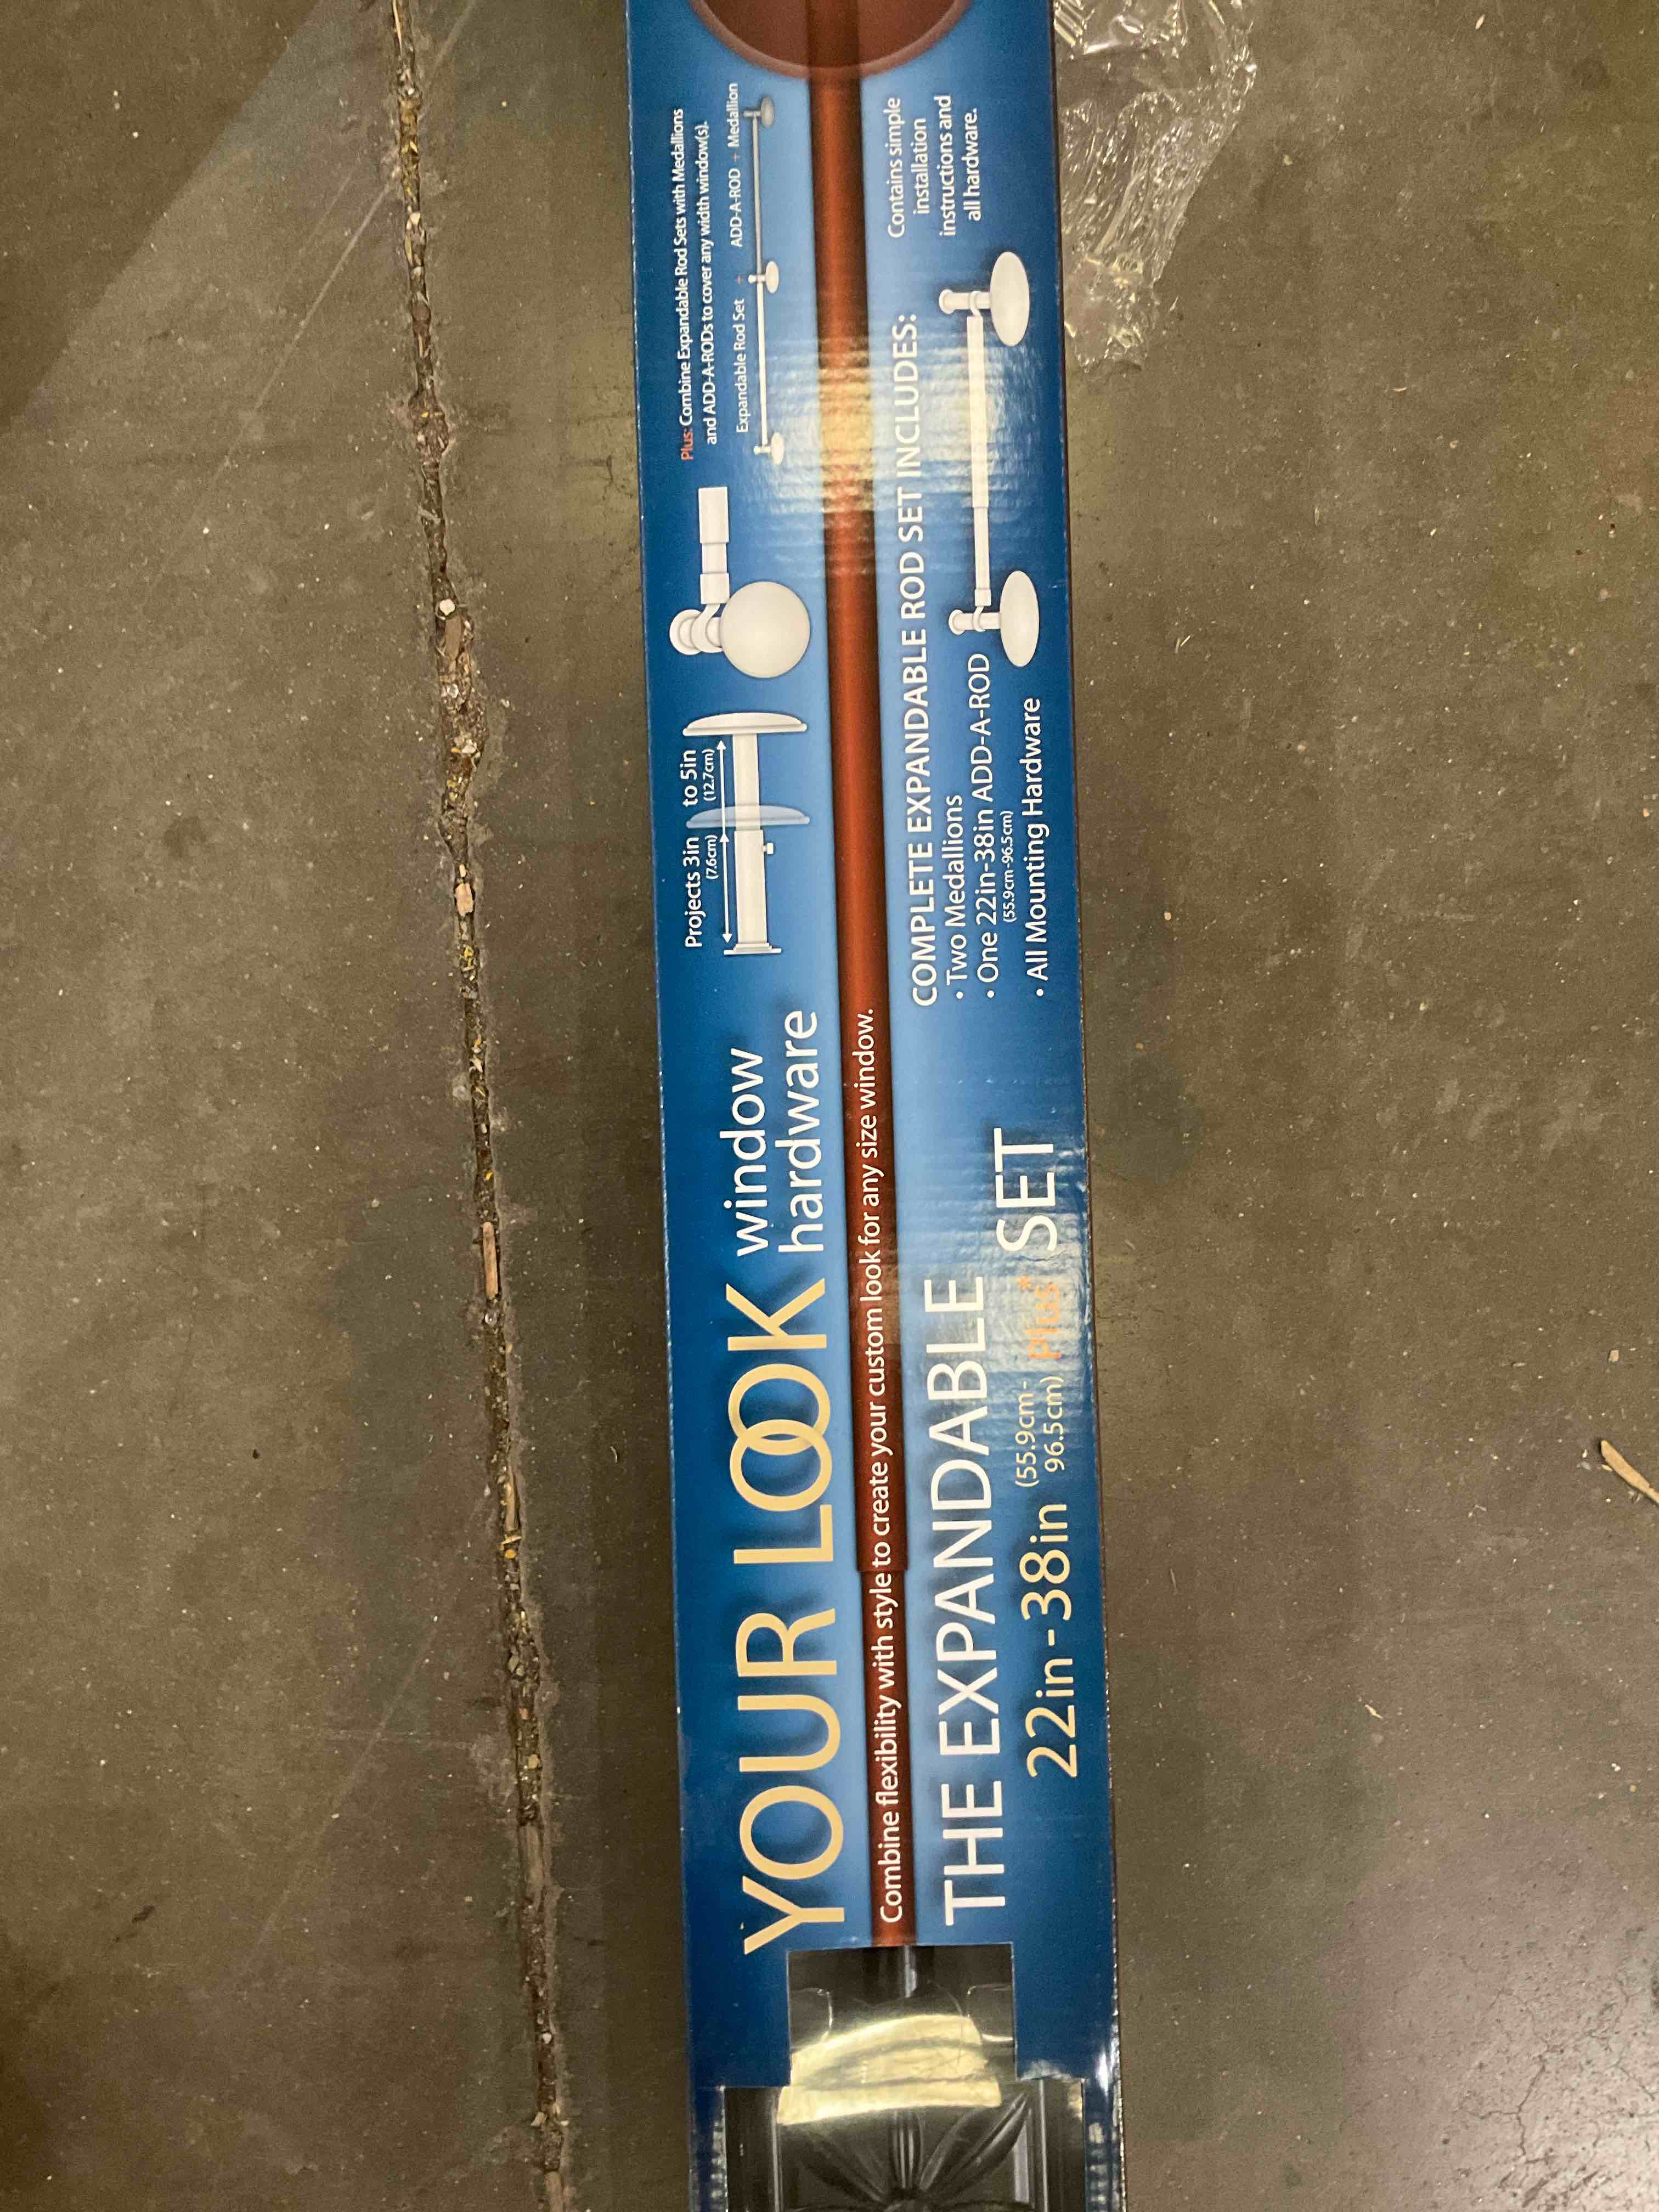 YOUR LOOK window
hardware
Combine flexibility with style to create your custom look for any size window.
THE EXPANDABLE
22in-38in (55.9cm-
96.5cm) Plus* SET
Projects 3in to 5in
(7.6cm) (12.7cm)
Plus: Combine Expandable Rod Sets with Medallions
and ADD-A-RODs to cover any width window(s).
Expandable Rod Set + ADD-A-ROD + Medallion
COMPLETE EXPANDABLE ROD SET INCLUDES:
• Two Medallions
• One 22in-38in ADD-A-ROD
(55.9cm-96.5cm)
• All Mounting Hardware
Contains simple
installation
instructions and
all hardware.